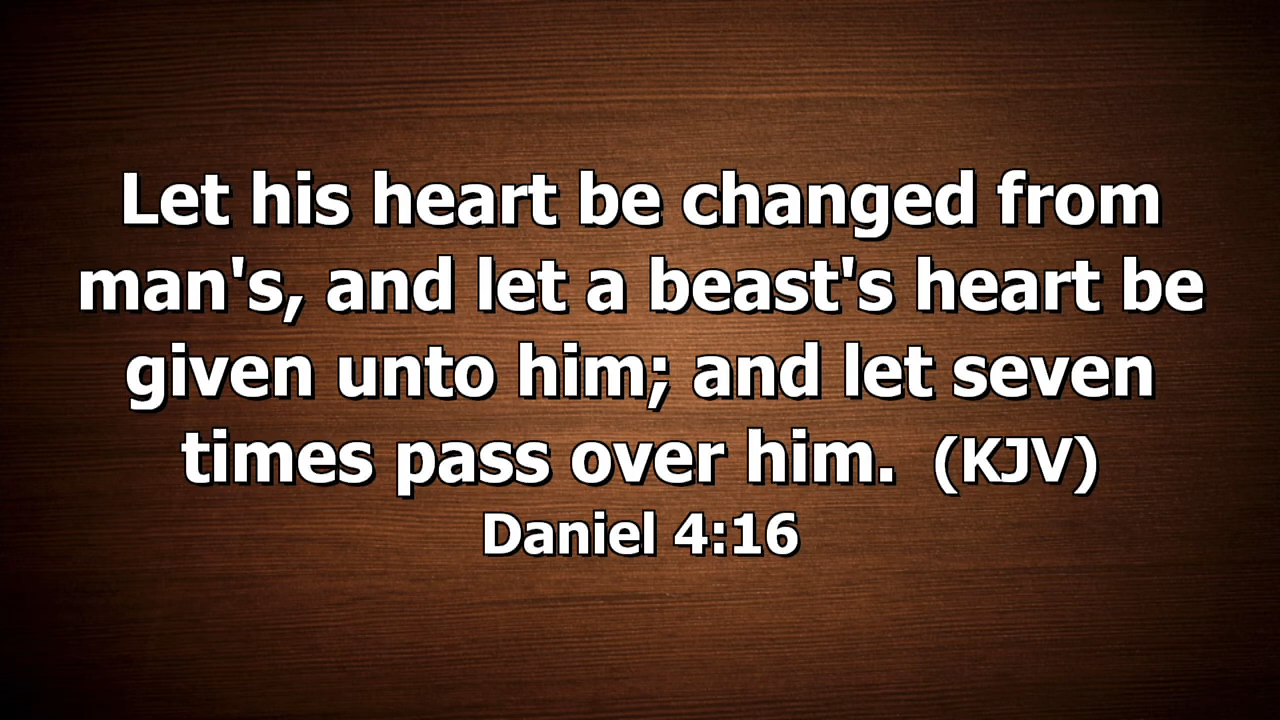 Let his heart be changed from
man's, and let a beast's heart be
given unto him; and let seven
times pass over him.  (KJV)
Daniel 4:16